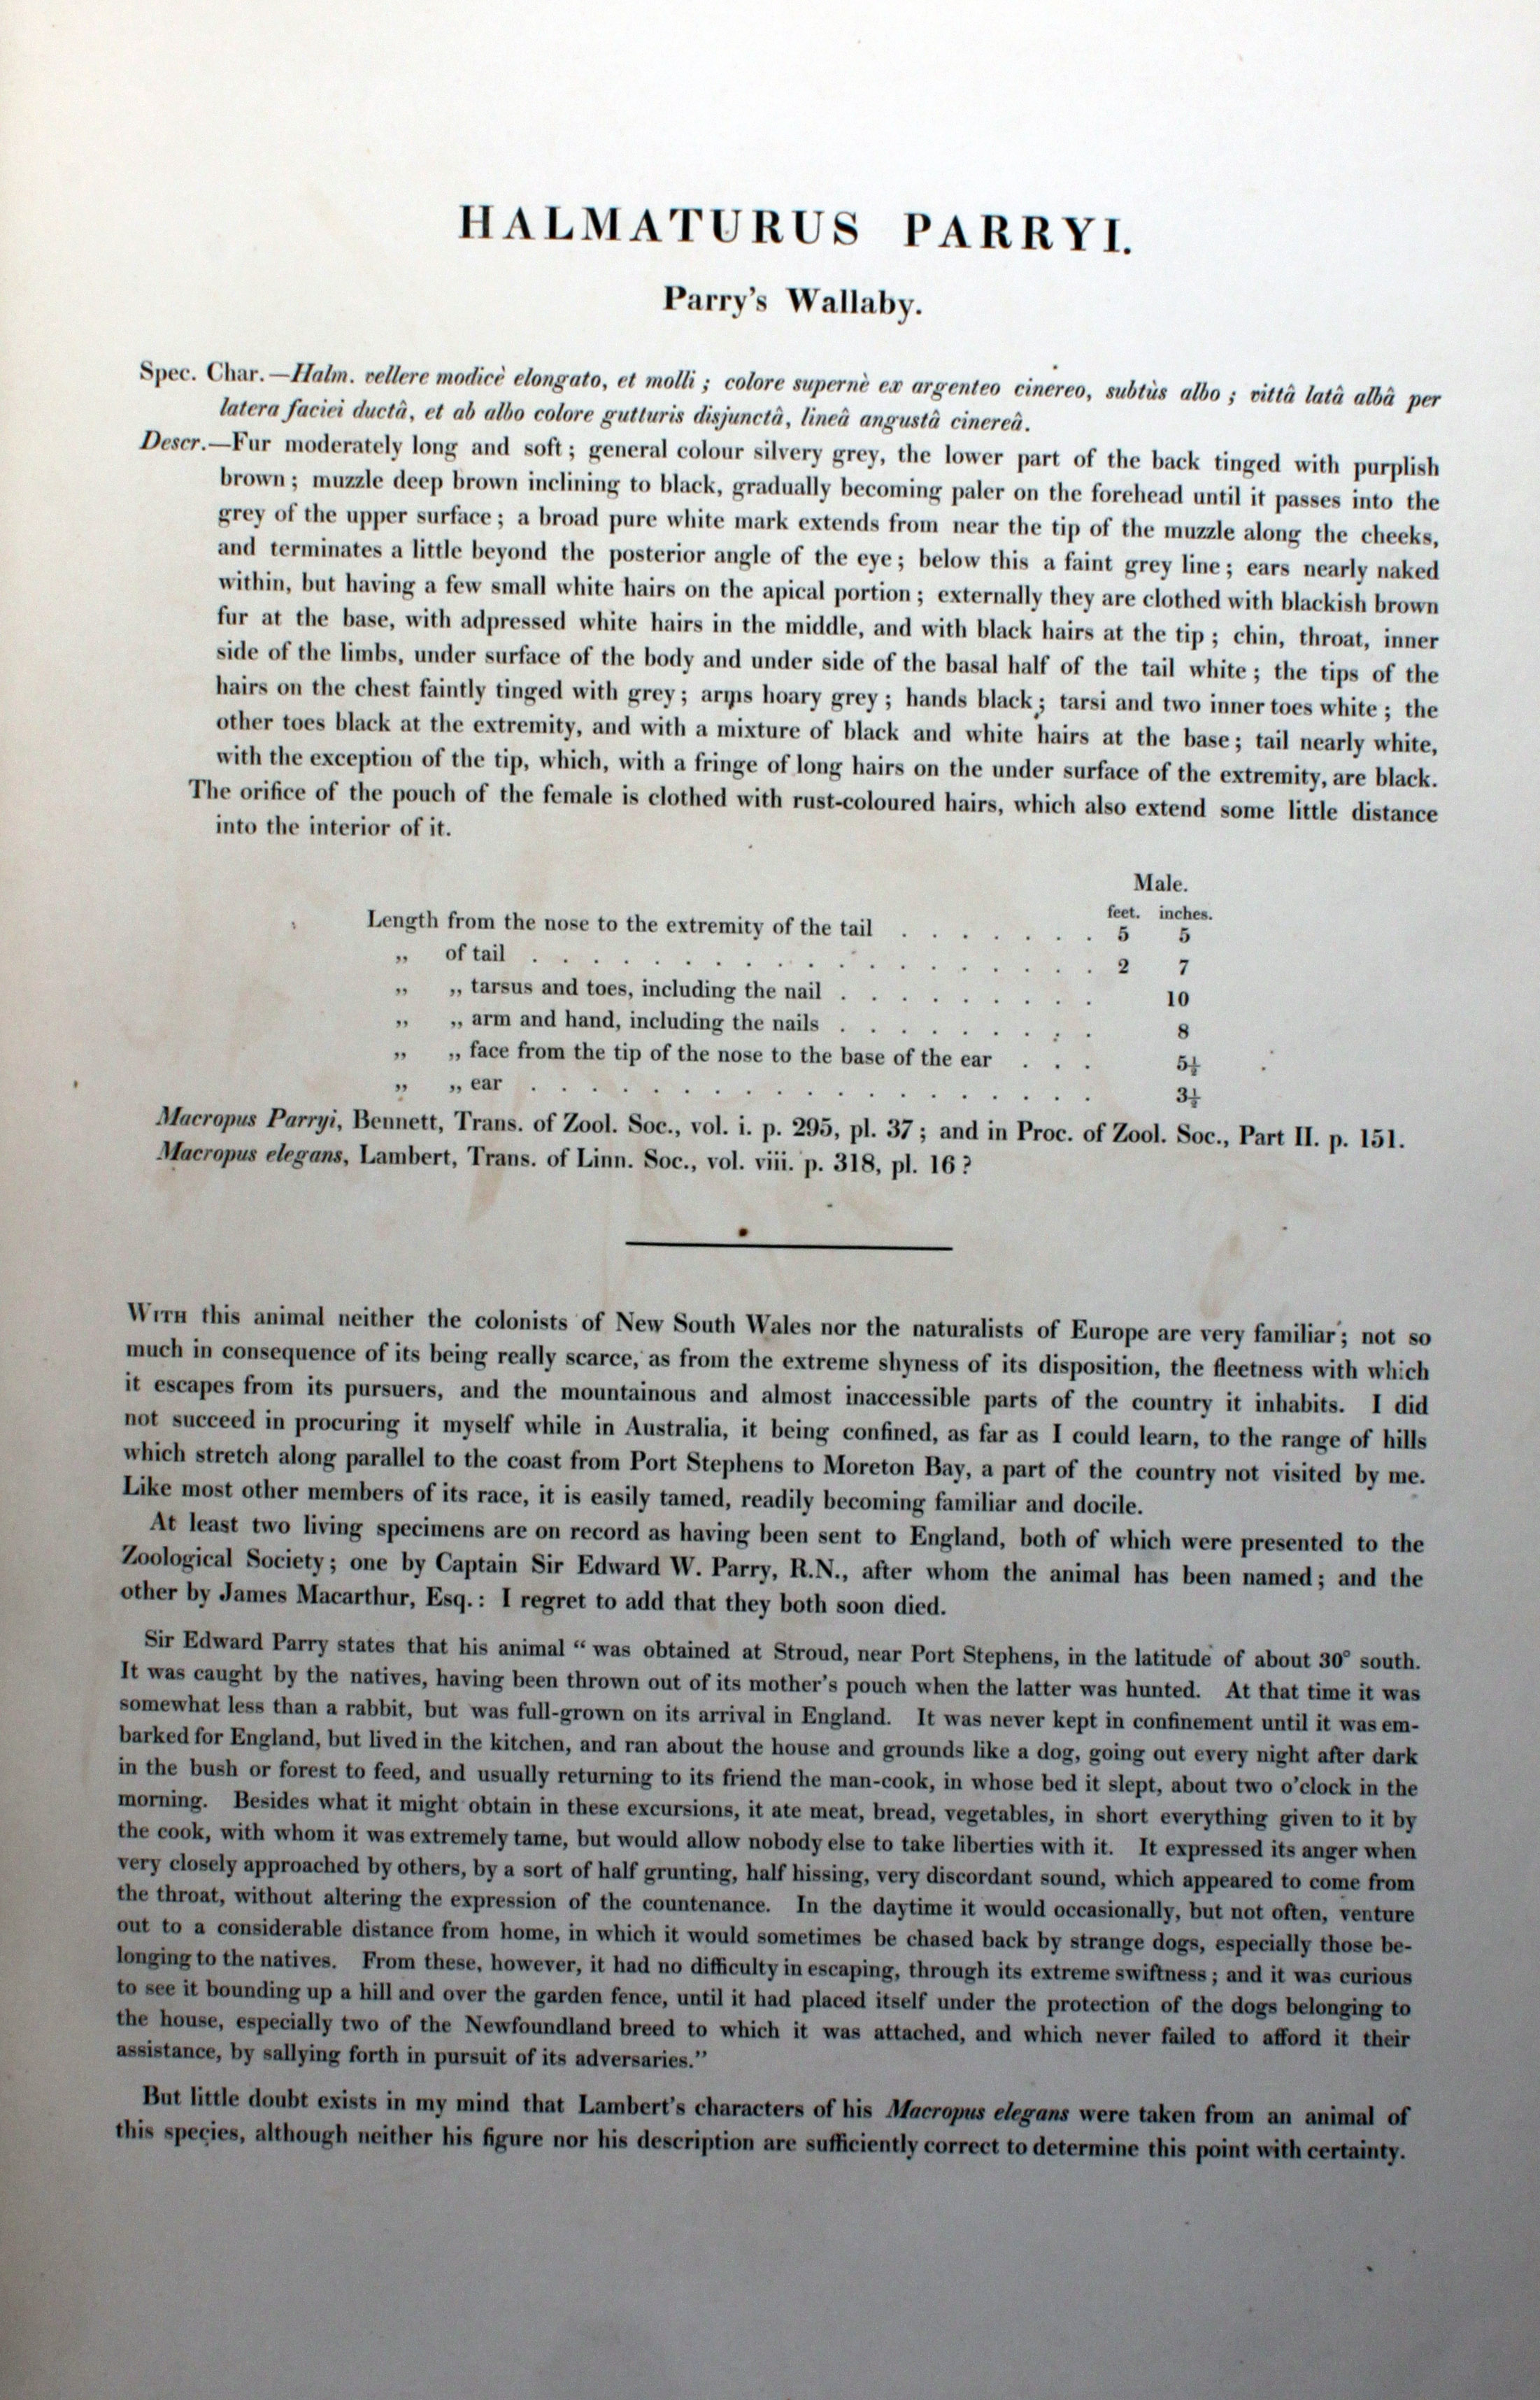 HALMATURUS PARRYI.
Parry's Wallaby.
Spec. Char.—Halm. vellere modicè elongato, et molli ; colore supernè ex argenteo cinereo, subtùs albo ; vittâ latâ albâ per
latera faciei ductâ, et ab albo colore gutturis disjunctâ, lineâ angustâ cinereâ.
Descr.—Fur moderately long and soft ; general colour silvery grey, the lower part of the back tinged with purplish
brown ; muzzle deep brown inclining to black, gradually becoming paler on the forehead until it passes into the
grey of the upper surface ; a broad pure white mark extends from near the tip of the muzzle along the cheeks,
and terminates a little beyond the posterior angle of the eye ; below this a faint grey line ; ears nearly naked
within, but having a few small white hairs on the apical portion ; externally they are clothed with blackish brown
fur at the base, with adpressed white hairs in the middle, and with black hairs at the tip ; chin, throat, inner
side of the limbs, under surface of the body and under side of the basal half of the tail white ; the tips of the
hairs on the chest faintly tinged with grey ; arms hoary grey ; hands black ; tarsi and two inner toes white ; the
other toes black at the extremity, and with a mixture of black and white hairs at the base ; tail nearly white,
with the exception of the tip, which, with a fringe of long hairs on the under surface of the extremity, are black.
The orifice of the pouch of the female is clothed with rust-coloured hairs, which also extend some little distance
into the interior of it.
Male.
feet. inches.
Length from the nose to the extremity of the tail . . . . . . . 5 5
„ of tail . . . . . . . . . . . . . . . . . . . 2 7
„ „ tarsus and toes, including the nail . . . . . . . . . 10
„ „ arm and hand, including the nails . . . . . . . . . 8
„ „ face from the tip of the nose to the base of the ear . . .
„ „ ear . . . . . . . . . . . . . . . . . . .
Macropus Parryi, Bennett, Trans. of Zool. Soc., vol. i. p. 295, pl. 37 ; and in Proc. of Zool. Soc., Part II. p. 151.
Macropus elegans, Lambert, Trans. of Linn. Soc., vol. viii. p. 318, pl. 16 ?
WITH this animal neither the colonists of New South Wales nor the naturalists of Europe are very familiar ; not so
much in consequence of its being really scarce, as from the extreme shyness of its disposition, the fleetness with which
it escapes from its pursuers, and the mountainous and almost inaccessible parts of the country it inhabits. I did
not succeed in procuring it myself while in Australia, it being confined, as far as I could learn, to the range of hills
which stretch along parallel to the coast from Port Stephens to Moreton Bay, a part of the country not visited by me.
Like most other members of its race, it is easily tamed, readily becoming familiar and docile.
At least two living specimens are on record as having been sent to England, both of which were presented to the
Zoological Society ; one by Captain Sir Edward W. Parry, R.N., after whom the animal has been named ; and the
other by James Macarthur, Esq. : I regret to add that they both soon died.
Sir Edward Parry states that his animal “ was obtained at Stroud, near Port Stephens, in the latitude of about 30° south.
It was caught by the natives, having been thrown out of its mother's pouch when the latter was hunted. At that time it was
somewhat less than a rabbit, but was full-grown on its arrival in England. It was never kept in confinement until it was em-
barked for England, but lived in the kitchen, and ran about the house and grounds like a dog, going out every night after dark
in the bush or forest to feed, and usually returning to its friend the man-cook, in whose bed it slept, about two o'clock in the
morning. Besides what it might obtain in these excursions, it ate meat, bread, vegetables, in short everything given to it by
the cook, with whom it was extremely tame, but would allow nobody else to take liberties with it. It expressed its anger when
very closely approached by others, by a sort of half grunting, half hissing, very discordant sound, which appeared to come from
the throat, without altering the expression of the countenance. In the daytime it would occasionally, but not often, venture
out to a considerable distance from home, in which it would sometimes be chased back by strange dogs, especially those be-
longing to the natives. From these, however, it had no difficulty in escaping, through its extreme swiftness ; and it was curious
to see it bounding up a hill and over the garden fence, until it had placed itself under the protection of the dogs belonging to
the house, especially two of the Newfoundland breed to which it was attached, and which never failed to afford it their
assistance, by sallying forth in pursuit of its adversaries.”
But little doubt exists in my mind that Lambert's characters of his Macropus elegans were taken from an animal of
this species, although neither his figure nor his description are sufficiently correct to determine this point with certainty.